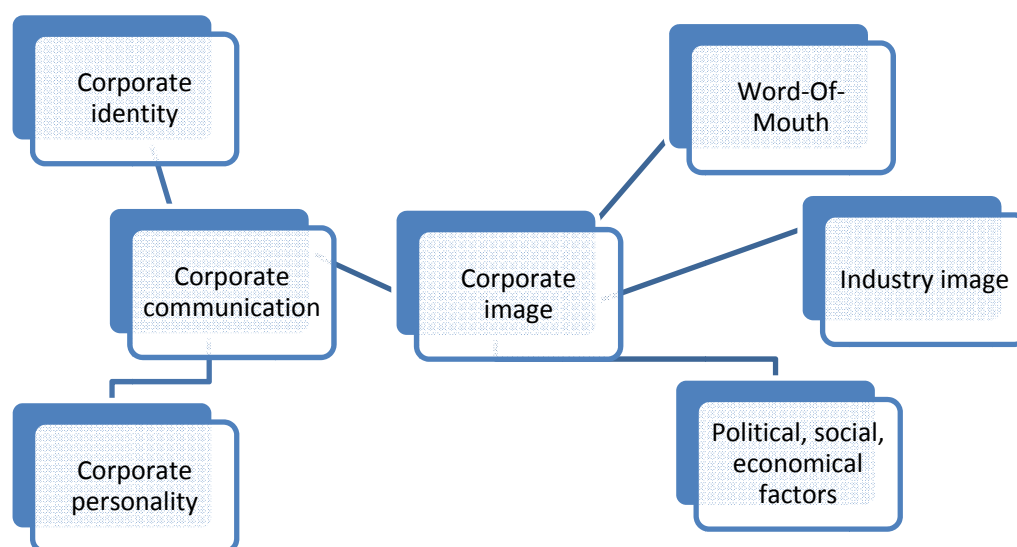 Corporate
identity
Word-Of-
Mouth
Corporate
communication
Corporate
image
Industry image
Corporate
personality
Political, social,
economical
factors